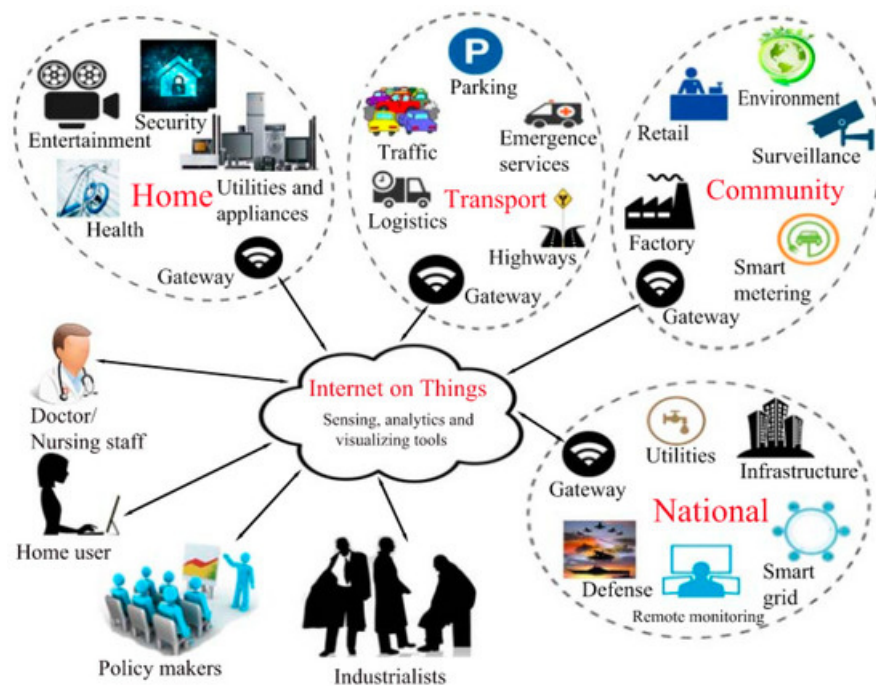 P
Parking
Entertainment
Security
Traffic
Emergence
services
Retail
Environment
Surveillance
Health
Home
Utilities and
appliances
Logistics
Transport
Highways
Factory
Community
Smart
metering
Gateway
Gateway
Gateway
Internet on Things
Sensing, analytics and
visualizing tools
Doctor/
Nursing staff
Home user
Policy makers
Industrialists
Gateway
Utilities
Infrastructure
National
Defense
Remote monitoring
Smart
grid